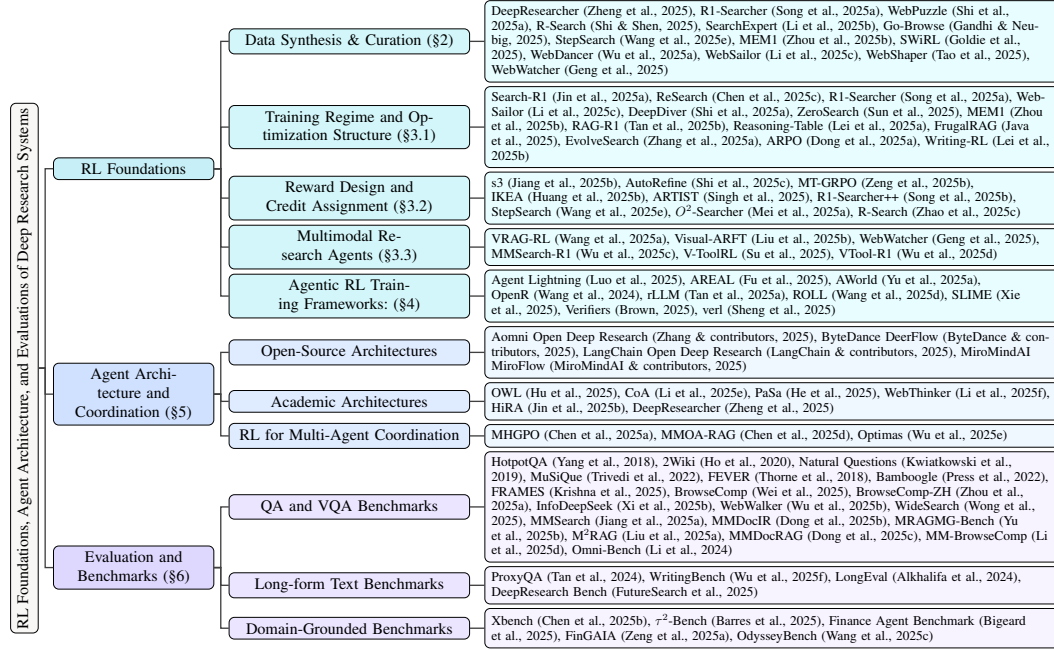 RL Foundations, Agent Architecture, and Evaluations of Deep Research Systems
RL Foundations
Data Synthesis & Curation (§2)
DeepResearcher (Zheng et al., 2025), R1-Searcher (Song et al., 2025a), WebPuzzle (Shi et al.,
2025a), R-Search (Shi & Shen, 2025), SearchExpert (Li et al., 2025b), Go-Browse (Gandhi & Neu-
big, 2025), StepSearch (Wang et al., 2025e), MEM1 (Zhou et al., 2025b), SWiRL (Goldie et al.,
2025), WebDancer (Wu et al., 2025a), WebSailor (Li et al., 2025c), WebShaper (Tao et al., 2025),
WebWatcher (Geng et al., 2025)
Training Regime and Op-
timization Structure (§3.1)
Search-R1 (Jin et al., 2025a), ReSearch (Chen et al., 2025c), R1-Searcher (Song et al., 2025a), Web-
Sailor (Li et al., 2025c), DeepDiver (Shi et al., 2025a), ZeroSearch (Sun et al., 2025), MEM1 (Zhou
et al., 2025b), RAG-R1 (Tan et al., 2025b), Reasoning-Table (Lei et al., 2025a), FrugalRAG (Java
et al., 2025), EvolveSearch (Zhang et al., 2025a), ARPO (Dong et al., 2025a), Writing-RL (Lei et al.,
2025b)
Reward Design and
Credit Assignment (§3.2)
s3 (Jiang et al., 2025b), AutoRefine (Shi et al., 2025c), MT-GRPO (Zeng et al., 2025b),
IKEA (Huang et al., 2025b), ARTIST (Singh et al., 2025), R1-Searcher++ (Song et al., 2025b),
StepSearch (Wang et al., 2025e), O²-Searcher (Mei et al., 2025a), R-Search (Zhao et al., 2025c)
Multimodal Re-
search Agents (§3.3)
VRAG-RL (Wang et al., 2025a), Visual-ARFT (Liu et al., 2025b), WebWatcher (Geng et al., 2025),
MMSearch-R1 (Wu et al., 2025c), V-ToolRL (Su et al., 2025), VTool-R1 (Wu et al., 2025d)
Agentic RL Train-
ing Frameworks: (§4)
Agent Lightning (Luo et al., 2025), AREAL (Fu et al., 2025), AWorld (Yu et al., 2025a),
OpenR (Wang et al., 2024), rLLM (Tan et al., 2025a), ROLL (Wang et al., 2025d), SLIME (Xie
et al., 2025), Verifiers (Brown, 2025), verl (Sheng et al., 2025)
Agent Archi-
tecture and
Coordination (§5)
Open-Source Architectures
Aomni Open Deep Research (Zhang & contributors, 2025), ByteDance DeerFlow (ByteDance & con-
tributors, 2025), LangChain Open Deep Research (LangChain & contributors, 2025), MiroMindAI
MiroFlow (MiroMindAI & contributors, 2025)
Academic Architectures
OWL (Hu et al., 2025), CoA (Li et al., 2025e), PaSa (He et al., 2025), WebThinker (Li et al., 2025f),
HiRA (Jin et al., 2025b), DeepResearcher (Zheng et al., 2025)
RL for Multi-Agent Coordination
MHGPO (Chen et al., 2025a), MMOA-RAG (Chen et al., 2025d), Optimas (Wu et al., 2025e)
Evaluation and
Benchmarks (§6)
QA and VQA Benchmarks
HotpotQA (Yang et al., 2018), 2Wiki (Ho et al., 2020), Natural Questions (Kwiatkowski et al.,
2019), MuSiQue (Trivedi et al., 2022), FEVER (Thorne et al., 2018), Bamboogle (Press et al., 2022),
FRAMES (Krishna et al., 2025), BrowseComp (Wei et al., 2025), BrowseComp-ZH (Zhou et al.,
2025a), InfoDeepSeek (Xi et al., 2025b), WebWalker (Wu et al., 2025b), WideSearch (Wong et al.,
2025), MMSearch (Jiang et al., 2025a), MMDocIR (Dong et al., 2025b), MRAGMG-Bench (Yu
et al., 2025b), M²RAG (Liu et al., 2025a), MMDocRAG (Dong et al., 2025c), MM-BrowseComp (Li
et al., 2025d), Omni-Bench (Li et al., 2024)
Long-form Text Benchmarks
ProxyQA (Tan et al., 2024), WritingBench (Wu et al., 2025f), LongEval (Alkhalifa et al., 2024),
DeepResearch Bench (FutureSearch et al., 2025)
Domain-Grounded Benchmarks
Xbench (Chen et al., 2025b), τ²-Bench (Barres et al., 2025), Finance Agent Benchmark (Bigeard
et al., 2025), FinGAIA (Zeng et al., 2025a), OdysseyBench (Wang et al., 2025c)